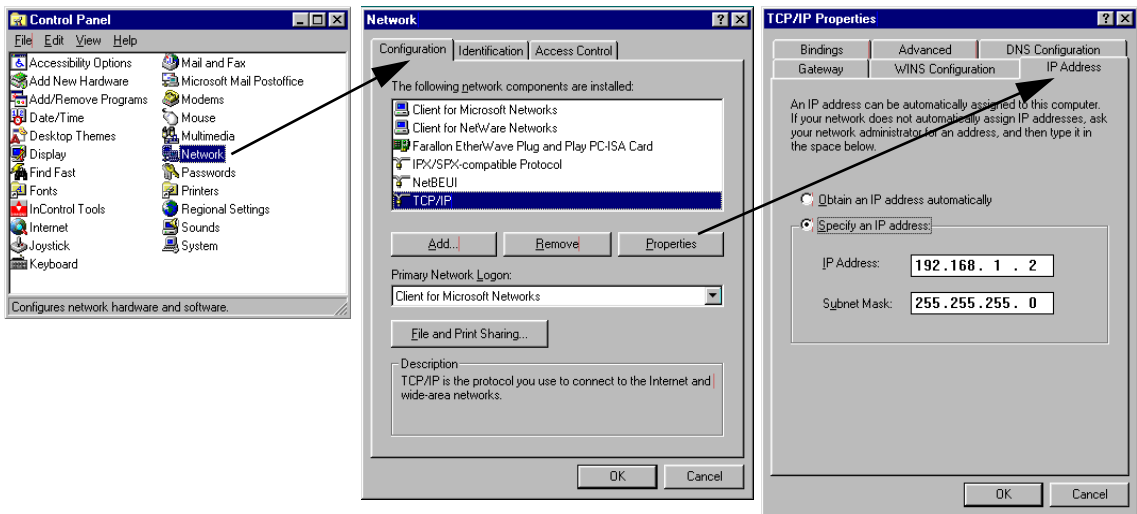 Control Panel
File Edit View Help
Accessibility Options
Add New Hardware
Add/Remove Programs
Date/Time
Desktop Themes
Display
Find Fast
Fonts
InControl Tools
Internet
Joystick
Keyboard
Mail and Fax
Microsoft Mail Postoffice
Modems
Mouse
Multimedia
Network
Passwords
Printers
Regional Settings
Sounds
System
Configures network hardware and software.
Network
Configuration Identification Access Control
The following network components are installed:
Client for Microsoft Networks
Client for NetWare Networks
Farallon EtherWave Plug and Play PC-ISA Card
IPX/SPX-compatible Protocol
NetBEUI
TCP/IP
Add... Remove Properties
Primary Network Logon:
Client for Microsoft Networks
File and Print Sharing...
Description
TCP/IP is the protocol you use to connect to the Internet and
wide-area networks.
OK Cancel
TCP/IP Properties
Bindings Advanced DNS Configuration
Gateway WINS Configuration IP Address
An IP address can be automatically assigned to this computer.
If your network does not automatically assign IP addresses, ask
your network administrator for an address, and then type it in
the space below.
Obtain an IP address automatically
Specify an IP address:
IP Address: 192.168. 1 . 2
Subnet Mask: 255.255.255. 0
OK Cancel